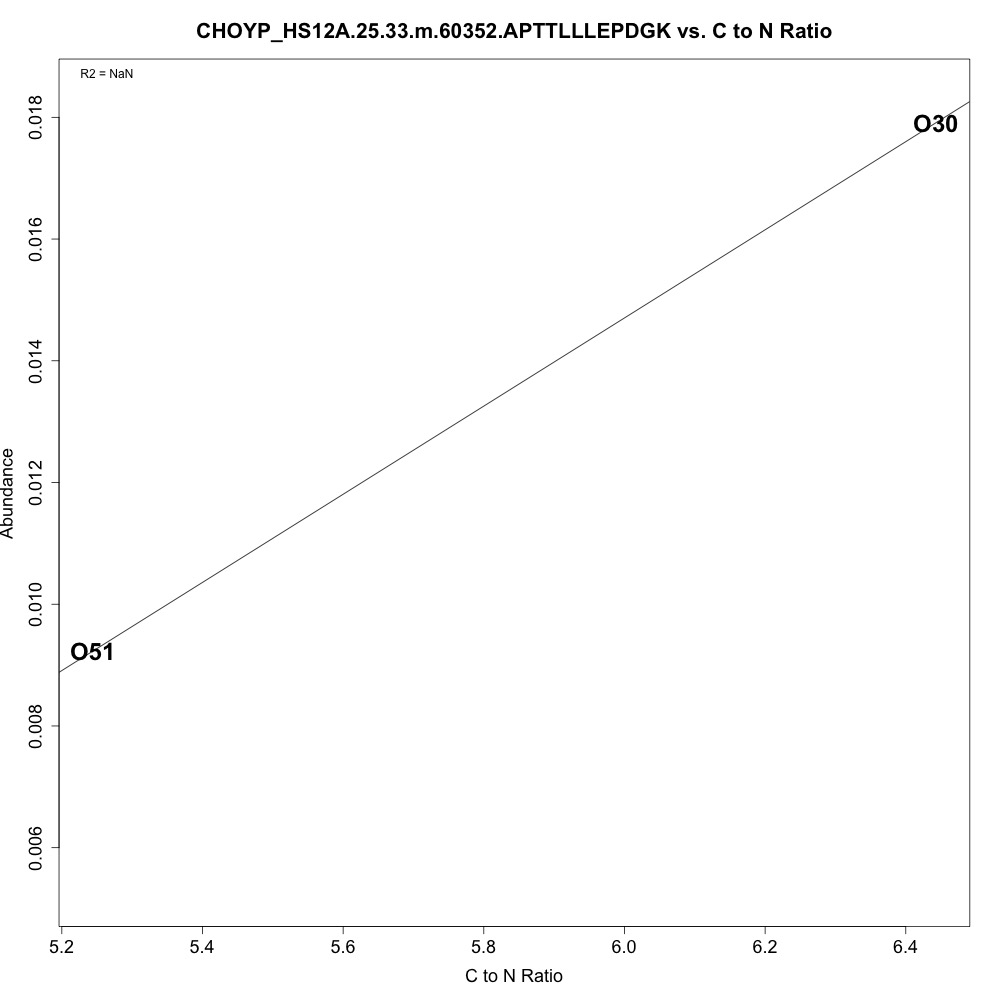 CHOYP_HS12A.25.33.m.60352.APTTLLLEPDGK vs. C to N Ratio
R2 = NaN
0.018
0.016
0.014
0.012
0.010
0.008
0.006
Abundance
O30
O51
5.2 5.4 5.6 5.8 6.0 6.2 6.4
C to N Ratio